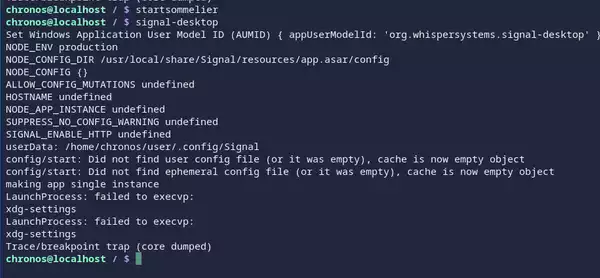 chronos@localhost / $ startsommelier
chronos@localhost / $ signal-desktop
Set Windows Application User Model ID (AUMID) { appUserModelId: 'org.whispersystems.signal-desktop' }
NODE_ENV production
NODE_CONFIG_DIR /usr/local/share/Signal/resources/app.asar/config
NODE_CONFIG {}
ALLOW_CONFIG_MUTATIONS undefined
HOSTNAME undefined
NODE_APP_INSTANCE undefined
SUPPRESS_NO_CONFIG_WARNING undefined
SIGNAL_ENABLE_HTTP undefined
userData: /home/chronos/user/.config/Signal
config/start: Did not find user config file (or it was empty), cache is now empty object
config/start: Did not find ephemeral config file (or it was empty), cache is now empty object
making app single instance
LaunchProcess: failed to execvp:
xdg-settings
LaunchProcess: failed to execvp:
xdg-settings
Trace/breakpoint trap (core dumped)
chronos@localhost / $